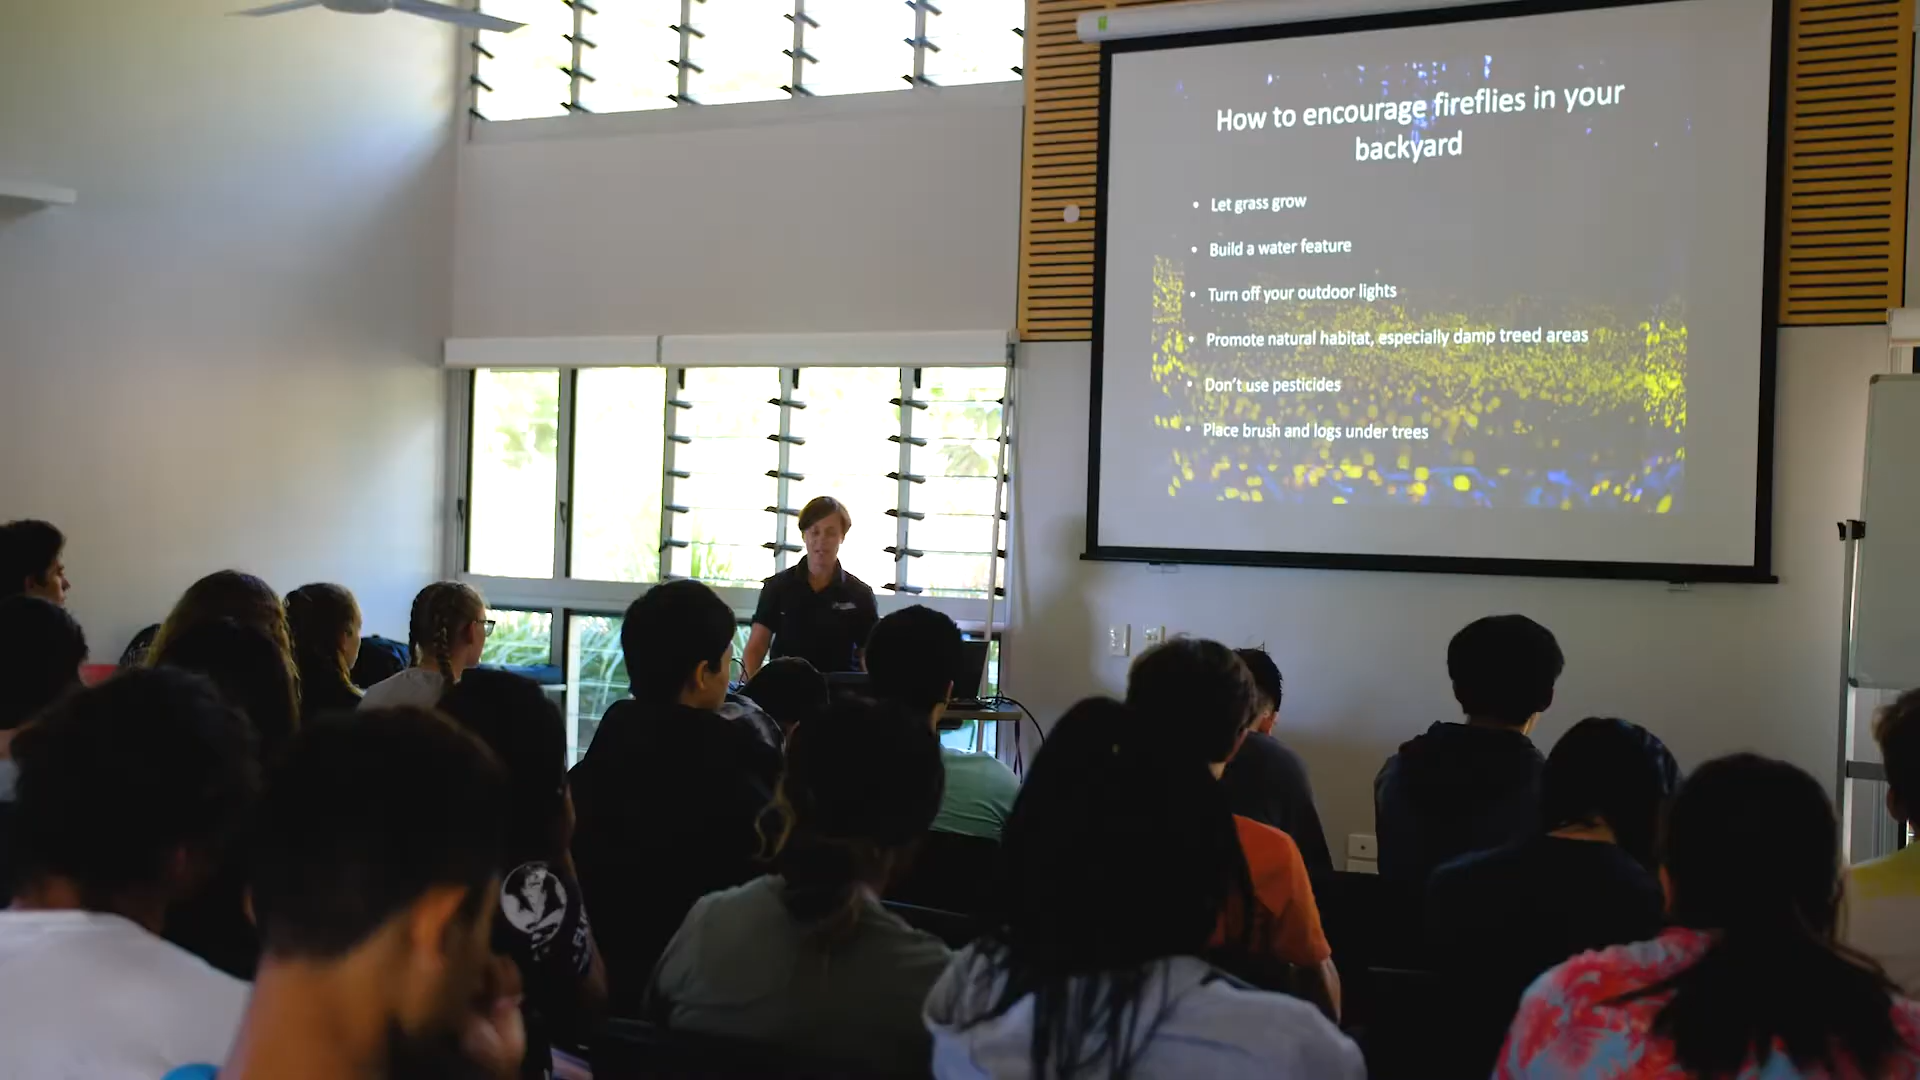 How to encourage fireflies in your
backyard
• Let grass grow
• Build a water feature
• Turn off your outdoor lights
• Promote natural habitat, especially damp treed areas
• Don't use pesticides
• Place brush and logs under trees